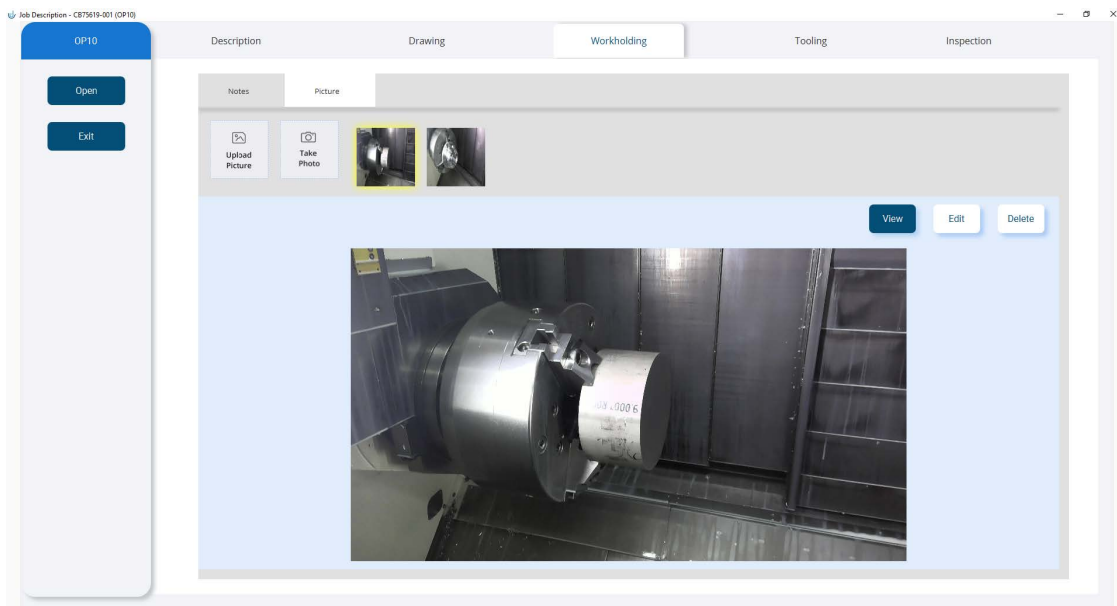 Job Description - CB75619-001 (OP10)
OP10
Description
Drawing
Workholding
Tooling
Inspection
Open
Exit
Notes
Picture
Upload
Picture
Take
Photo
View
Edit
Delete